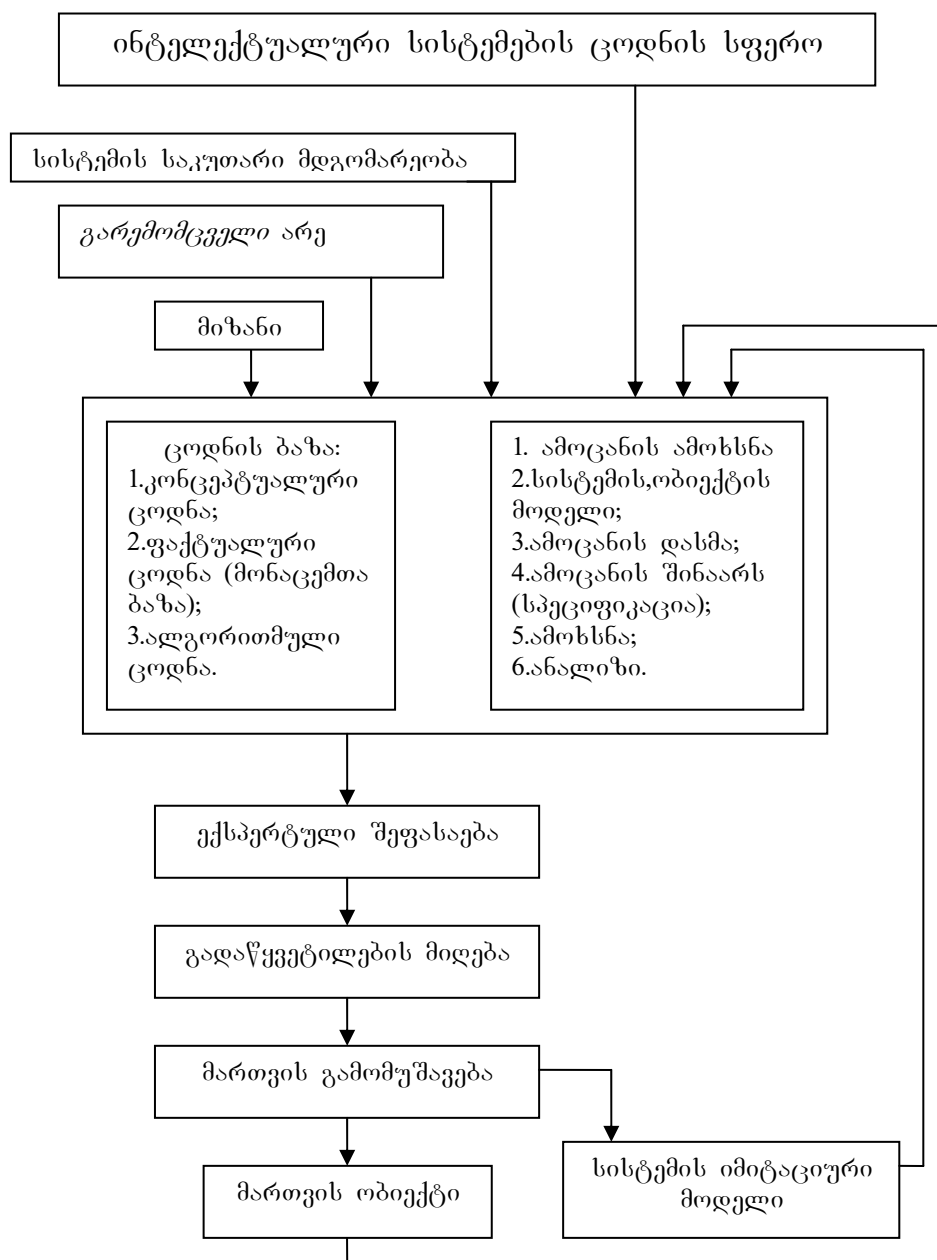 ინტელექტუალური სისტემების ცოდნის სფერო
სისტემის საკუთარი მდგომარეობა
გარემომცველი არე
მიზანი
ცოდნის ბაზა:
1.კონცეპტუალური
ცოდნა;
2.ფაქტუალური
ცოდნა (მონაცემთა
ბაზა);
3.ალგორითმული
ცოდნა.
1. ამოცანის ამოხსნა
2.სისტემის,ობიექტის
მოდელი;
3.ამოცანის დასმა;
4.ამოცანის შინაარს
(სპეციფიკაცია);
5.ამოხსნა;
6.ანალიზი.
ექსპერტული შეფასაება
გადაწყვეტილების მიღება
მართვის გამომუშავება
მართვის ობიექტი
სისტემის იმიტაციური
მოდელი